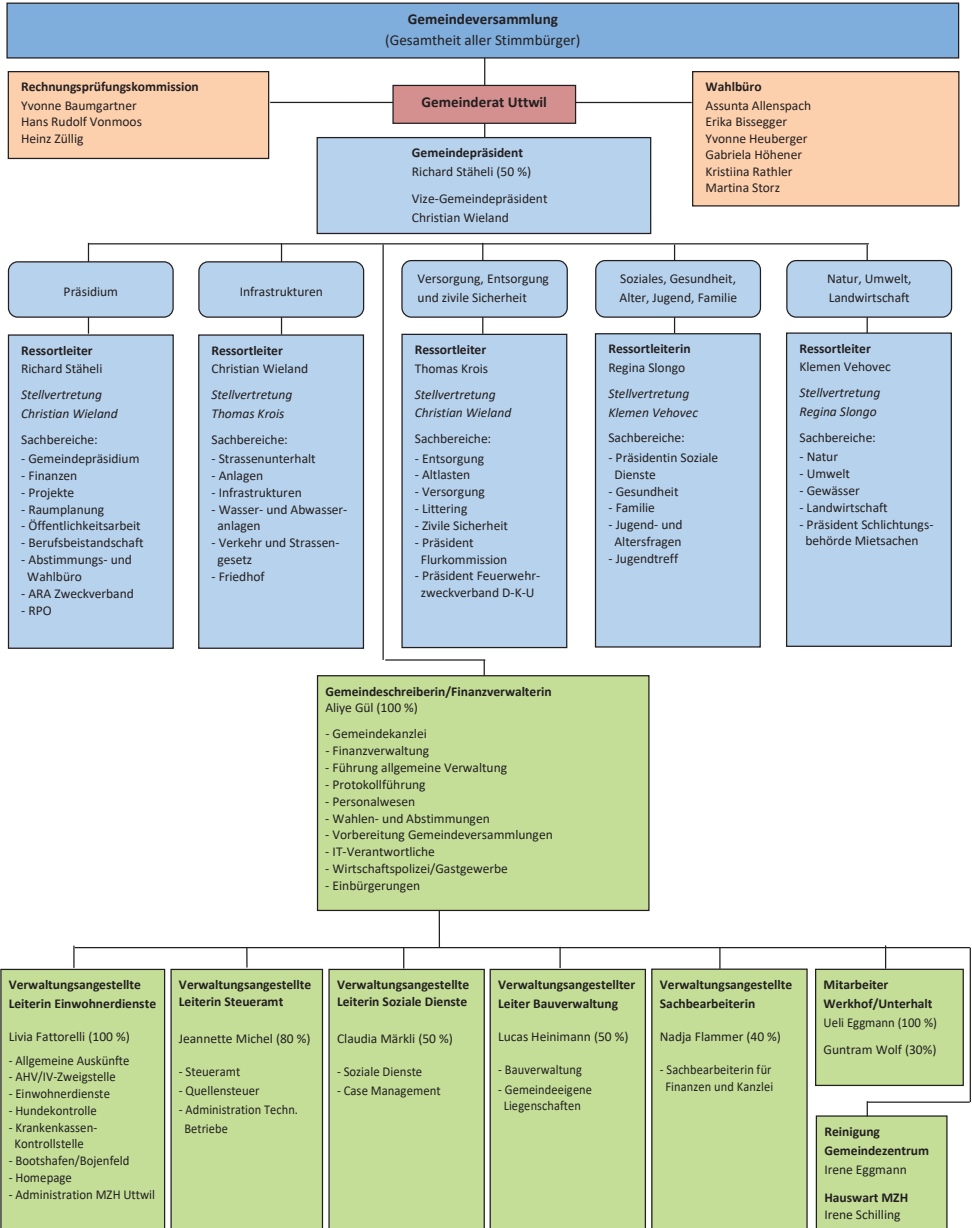 Gemeindeversammlung
(Gesamtheit aller Stimmbürger)
Rechnungsprüfungskommission
Yvonne Baumgartner
Hans Rudolf Vonmoos
Heinz Züllig
Gemeinderat Uttwil
Wahlbüro
Assunta Allenspach
Erika Bissegger
Yvonne Heuberger
Gabriela Höhener
Kristiina Rathler
Martina Storz
Gemeindepräsident
Richard Stäheli (50 %)
Vize-Gemeindepräsident
Christian Wieland
Präsidium
Infrastrukturen
Versorgung, Entsorgung
und zivile Sicherheit
Soziales, Gesundheit,
Alter, Jugend, Familie
Natur, Umwelt,
Landwirtschaft
Ressortleiter
Richard Stäheli
Stellvertretung
Christian Wieland
Sachbereiche:
- Gemeindepräsidium
- Finanzen
- Projekte
- Raumplanung
- Öffentlichkeitsarbeit
- Berufsbeistandschaft
- Abstimmungs- und
Wahlbüro
- ARA Zweckverband
- RPO
Ressortleiter
Christian Wieland
Stellvertretung
Thomas Krois
Sachbereiche:
- Strassenunterhalt
- Anlagen
- Infrastrukturen
- Wasser- und Abwasser-
anlagen
- Verkehr und Strassen-
gesetz
- Friedhof
Ressortleiter
Thomas Krois
Stellvertretung
Christian Wieland
Sachbereiche:
- Entsorgung
- Altlasten
- Versorgung
- Littering
- Zivile Sicherheit
- Präsident
Flurkommission
- Präsident Feuerwehr-
zweckverband D-K-U
Ressortleiterin
Regina Slongo
Stellvertretung
Klemen Vehovec
Sachbereiche:
- Präsidentin Soziale
Dienste
- Gesundheit
- Familie
- Jugend- und
Altersfragen
- Jugendtreff
Ressortleiter
Klemen Vehovec
Stellvertretung
Regina Slongo
Sachbereiche:
- Natur
- Umwelt
- Gewässer
- Landwirtschaft
- Präsident Schlichtungs-
behörde Mietsachen
Gemeindeschreiberin/Finanzverwalterin
Aliye Gül (100 %)
- Gemeindekanzlei
- Finanzverwaltung
- Führung allgemeine Verwaltung
- Protokollführung
- Personalwesen
- Wahlen- und Abstimmungen
- Vorbereitung Gemeindeversammlungen
- IT-Verantwortliche
- Wirtschaftspolizei/Gastgewerbe
- Einbürgerungen
Verwaltungsangestellte
Leiterin Einwohnerdienste
Livia Fattorelli (100 %)
- Allgemeine Auskünfte
- AHV/IV-Zweigstelle
- Einwohnerdienste
- Hundekontrolle
- Krankenkassen-
Kontrollstelle
- Bootshafen/Bojenfeld
- Homepage
- Administration MZH Uttwil
Verwaltungsangestellte
Leiterin Steueramt
Jeannette Michel (80 %)
- Steueramt
- Quellensteuer
- Administration Techn.
Betriebe
Verwaltungsangestellte
Leiterin Soziale Dienste
Claudia Märkli (50 %)
- Soziale Dienste
- Case Management
Verwaltungsangestellter
Leiter Bauverwaltung
Lucas Heinimann (50 %)
- Bauverwaltung
- Gemeindeeigene
Liegenschaften
Verwaltungsangestellte
Sachbearbeiterin
Nadja Flammer (40 %)
- Sachbearbeiterin für
Finanzen und Kanzlei
Mitarbeiter
Werkhof/Unterhalt
Ueli Eggmann (100 %)
Guntram Wolf (30%)
Reinigung
Gemeindezentrum
Irene Eggmann
Hauswart MZH
Irene Schilling